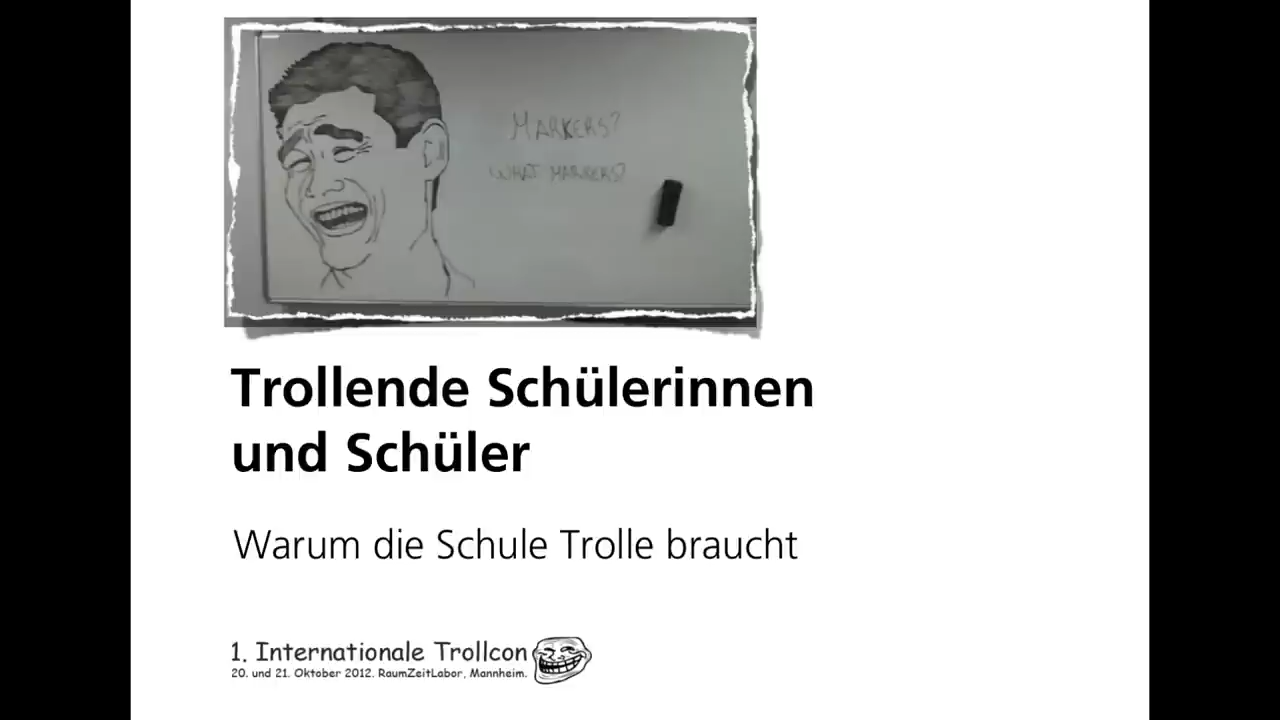 MARKERS?
WHAT MARKERS?
Trollende Schülerinnen
und Schüler
Warum die Schule Trolle braucht
1. Internationale Trollcon
20. und 21. Oktober 2012. RaumZeitLabor, Mannheim.